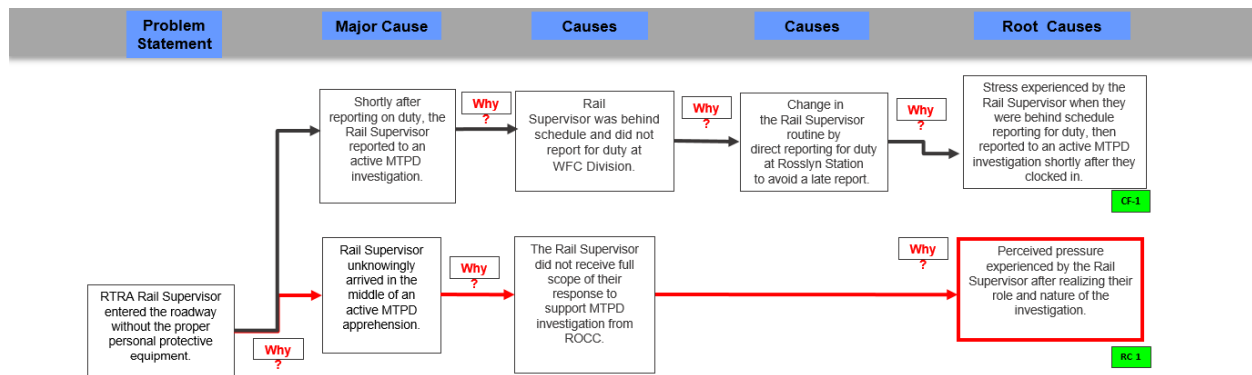 Problem
Statement
Major Cause
Causes
Causes
Root Causes
Shortly after
reporting on duty, the
Rail Supervisor
reported to an
active MTPD
investigation.
Why
?
Rail
Supervisor was behind
schedule and did not
report for duty at
WFC Division.
Why
?
Change in
the Rail Supervisor
routine by
direct reporting for duty
at Rosslyn Station
to avoid a late report.
Why
?
Stress experienced by the
Rail Supervisor when they
were behind schedule
reporting for duty, then
reported to an active MTPD
investigation shortly after they
clocked in.
CF-1
RTRA Rail Supervisor
entered the roadway
without the proper
personal protective
equipment.
Why
?
Rail Supervisor
unknowingly
arrived in the
middle of an
active MTPD
apprehension.
Why
?
The Rail Supervisor
did not receive full
scope of their
response to
support MTPD
investigation from
ROCC.
Why
?
Perceived pressure
experienced by the Rail
Supervisor after realizing their
role and nature of the
investigation.
RC 1